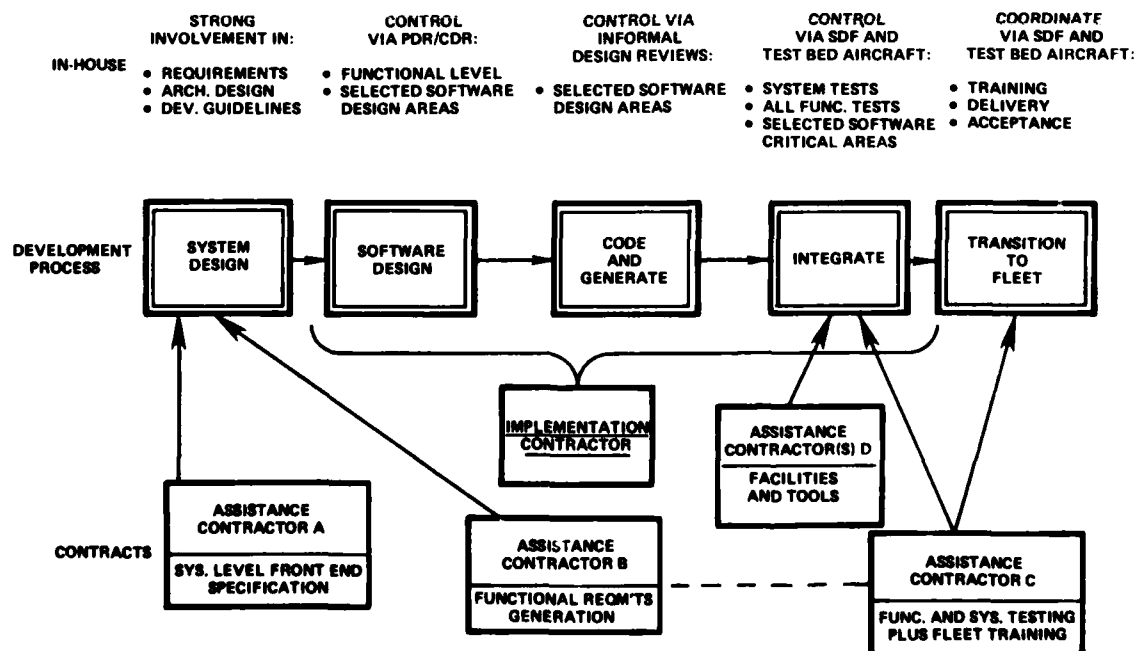 STRONG
INVOLVEMENT IN:
• REQUIREMENTS
• ARCH. DESIGN
• DEV. GUIDELINES
CONTROL
VIA PDR/CDR:
• FUNCTIONAL LEVEL
• SELECTED SOFTWARE
DESIGN AREAS
CONTROL VIA
INFORMAL
DESIGN REVIEWS:
• SELECTED SOFTWARE
DESIGN AREAS
CONTROL
VIA SDF AND
TEST BED AIRCRAFT:
• SYSTEM TESTS
• ALL FUNC. TESTS
• SELECTED SOFTWARE
CRITICAL AREAS
COORDINATE
VIA SDF AND
TEST BED AIRCRAFT:
• TRAINING
• DELIVERY
• ACCEPTANCE
IN-HOUSE
DEVELOPMENT
PROCESS
SYSTEM
DESIGN
SOFTWARE
DESIGN
CODE
AND
GENERATE
INTEGRATE
TRANSITION
TO
FLEET
IMPLEMENTATION
CONTRACTOR
ASSISTANCE
CONTRACTOR(S) D
FACILITIES
AND TOOLS
CONTRACTS
ASSISTANCE
CONTRACTOR A
SYS. LEVEL FRONT END
SPECIFICATION
ASSISTANCE
CONTRACTOR B
FUNCTIONAL REQM'TS
GENERATION
ASSISTANCE
CONTRACTOR C
FUNC. AND SYS. TESTING
PLUS FLEET TRAINING